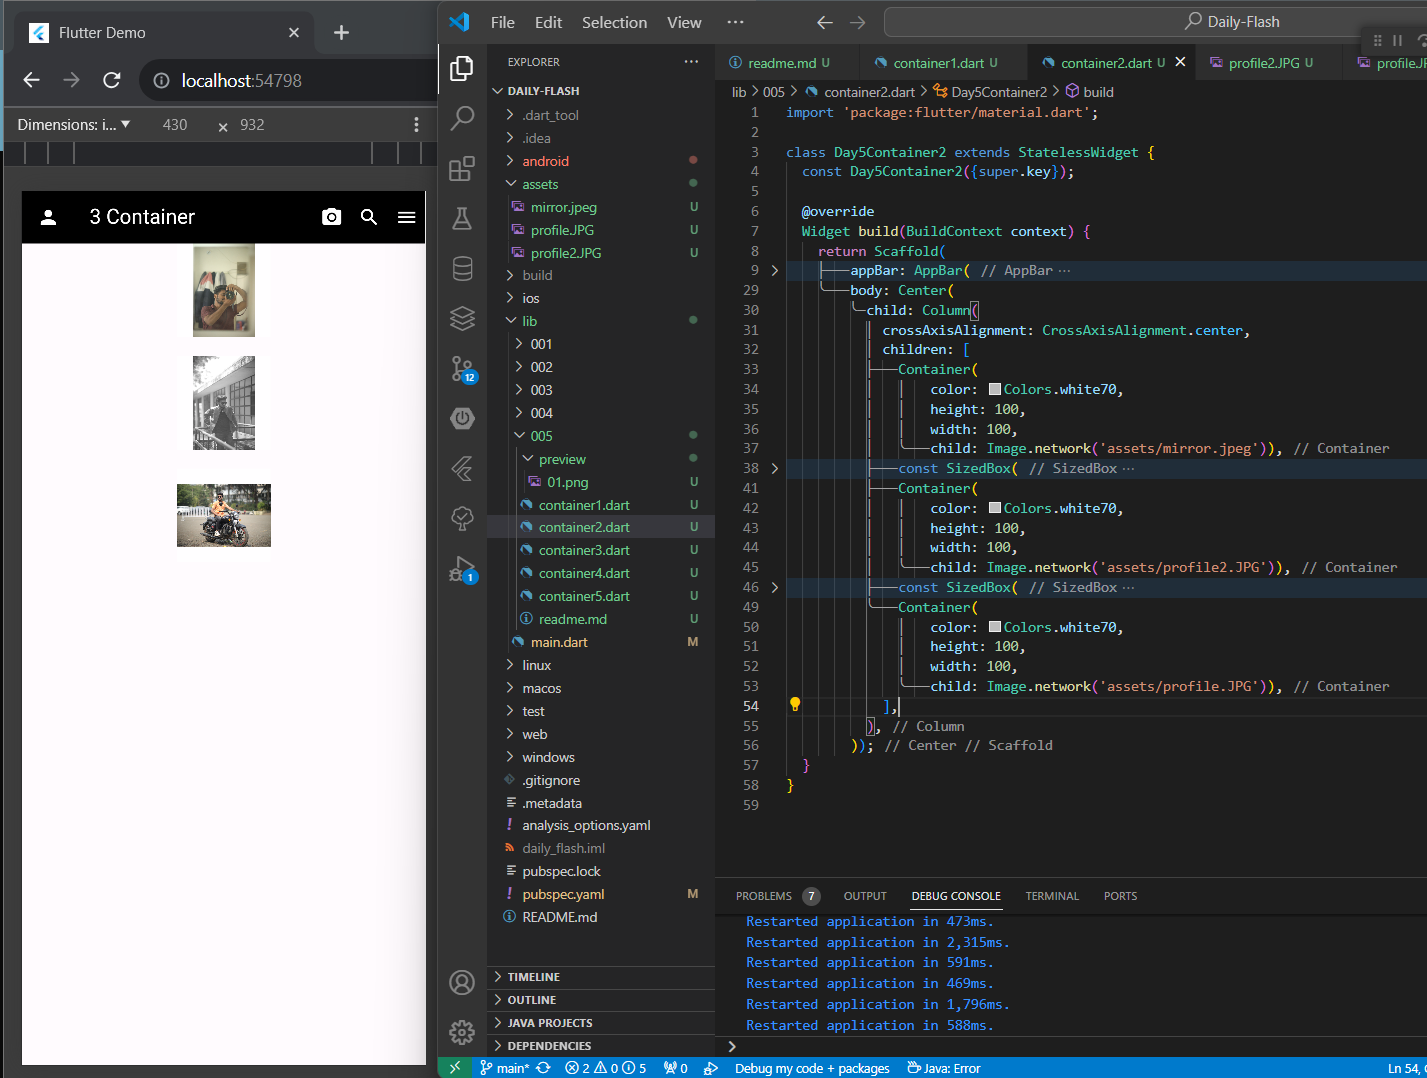 Flutter Demo
localhost:54798
Dimensions: i... 430 × 932
3 Container
File Edit Selection View ···
Daily-Flash
EXPLORER ···
DAILY-FLASH
.dart_tool
.idea
android
assets
mirror.jpeg U
profile.JPG U
profile2.JPG U
build
ios
lib
001
002
003
004
005
preview
01.png U
container1.dart U
container2.dart U
container3.dart U
container4.dart U
container5.dart U
readme.md U
main.dart M
linux
macos
test
web
windows
.gitignore
.metadata
analysis_options.yaml
daily_flash.iml
pubspec.lock
pubspec.yaml M
README.md
TIMELINE
OUTLINE
JAVA PROJECTS
DEPENDENCIES
12
1
readme.md U container1.dart U container2.dart U profile2.JPG U
lib > 005 > container2.dart > Day5Container2 > build
1 import 'package:flutter/material.dart';
2
3 class Day5Container2 extends StatelessWidget {
4 const Day5Container2({super.key});
5
6 @override
7 Widget build(BuildContext context) {
8 return Scaffold(
9 appBar: AppBar( // AppBar ···
29 body: Center(
30 child: Column(
31 crossAxisAlignment: CrossAxisAlignment.center,
32 children: [
33 Container(
34 color: Colors.white70,
35 height: 100,
36 width: 100,
37 child: Image.network('assets/mirror.jpeg')), // Container
38 const SizedBox( // SizedBox ···
41 Container(
42 color: Colors.white70,
43 height: 100,
44 width: 100,
45 child: Image.network('assets/profile2.JPG')), // Container
46 const SizedBox( // SizedBox ···
49 Container(
50 color: Colors.white70,
51 height: 100,
52 width: 100,
53 child: Image.network('assets/profile.JPG')), // Container
54 ],
55 ), // Column
56 )); // Center // Scaffold
57 }
58 }
59
PROBLEMS 7 OUTPUT DEBUG CONSOLE TERMINAL PORTS
Restarted application in 473ms.
Restarted application in 2,315ms.
Restarted application in 591ms.
Restarted application in 469ms.
Restarted application in 1,796ms.
Restarted application in 588ms.
>
main* 2 0 5 0 Debug my code + packages Java: Error Ln 54,